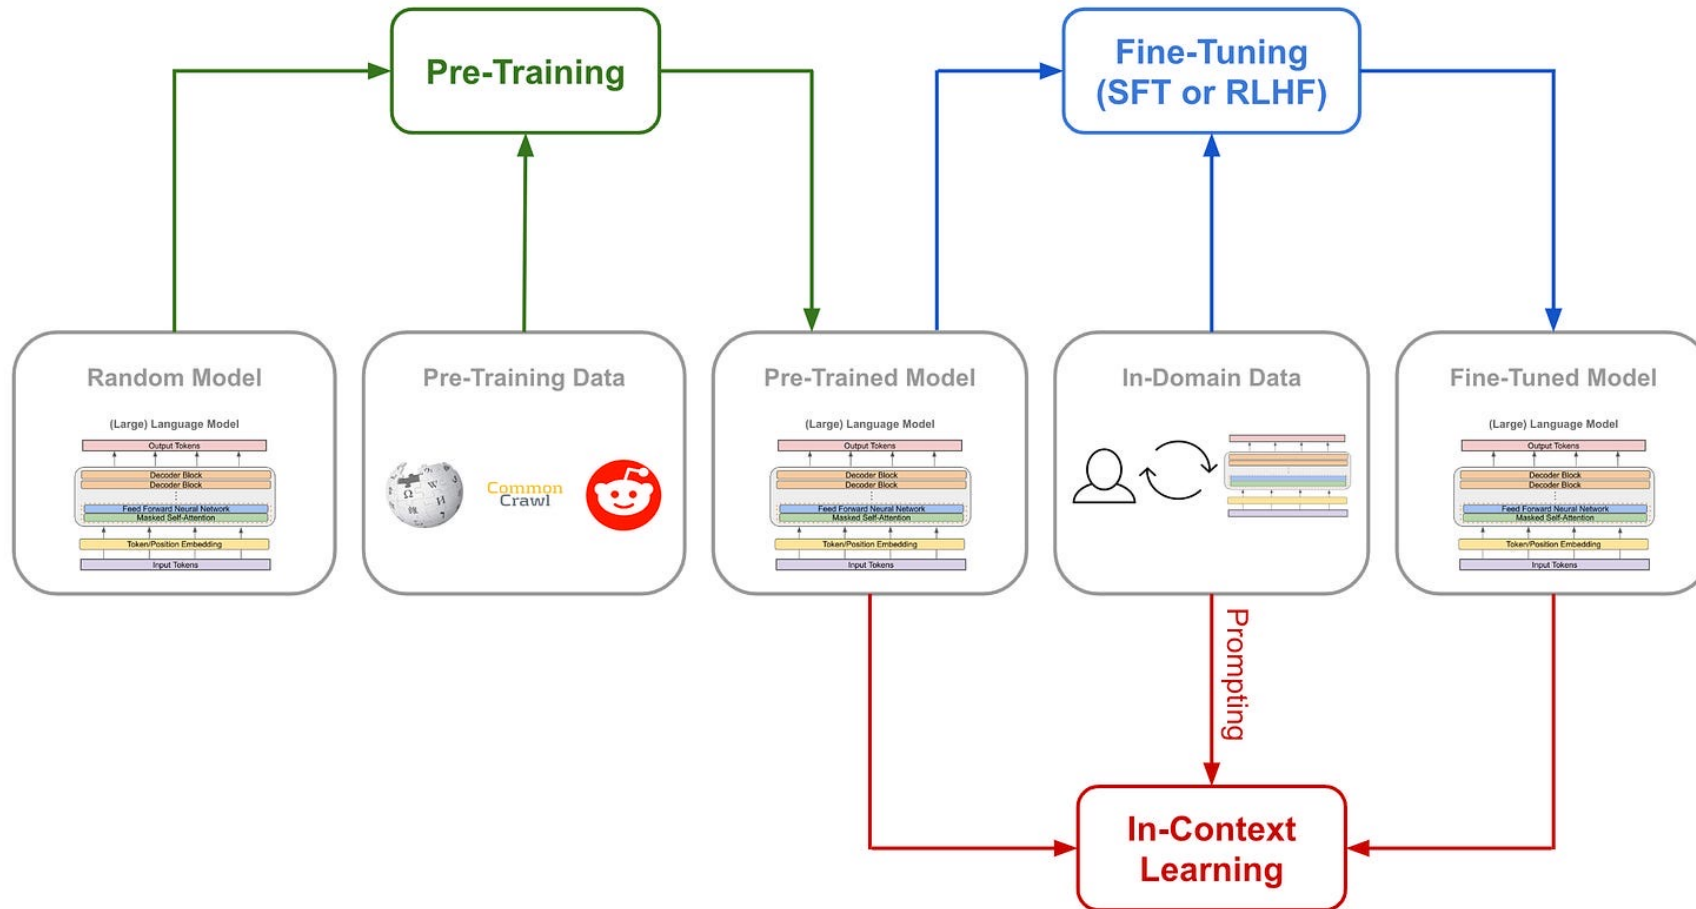 Pre-Training
Fine-Tuning
(SFT or RLHF)
Random Model
(Large) Language Model
Output Tokens
Decoder Block
Decoder Block
Feed Forward Neural Network
Masked Self-Attention
Token/Position Embedding
Input Tokens
Pre-Training Data
Common
Crawl
Pre-Trained Model
(Large) Language Model
Output Tokens
Decoder Block
Decoder Block
Feed Forward Neural Network
Masked Self-Attention
Token/Position Embedding
Input Tokens
In-Domain Data
Fine-Tuned Model
(Large) Language Model
Output Tokens
Decoder Block
Decoder Block
Feed Forward Neural Network
Masked Self-Attention
Token/Position Embedding
Input Tokens
Prompting
In-Context
Learning